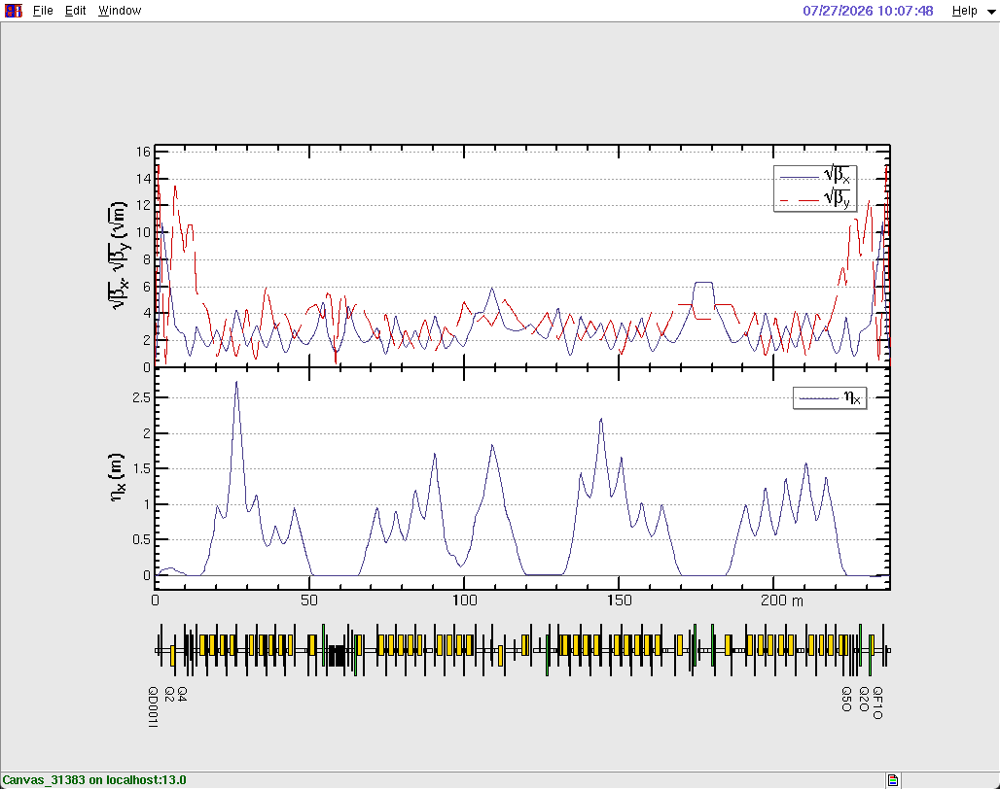 File Edit Window 07/27/2026 10:07:48 Help
√βx, √βy (√m)
16
14
12
10
8
6
4
2
0
√βx
√βy
ηx (m)
2.5
2
1.5
1
0.5
0
ηx
0 50 100 150 200 m
QD0001I
Q2
Q4
Q5O
Q2O
QF1O
Canvas_31383 on localhost:13.0